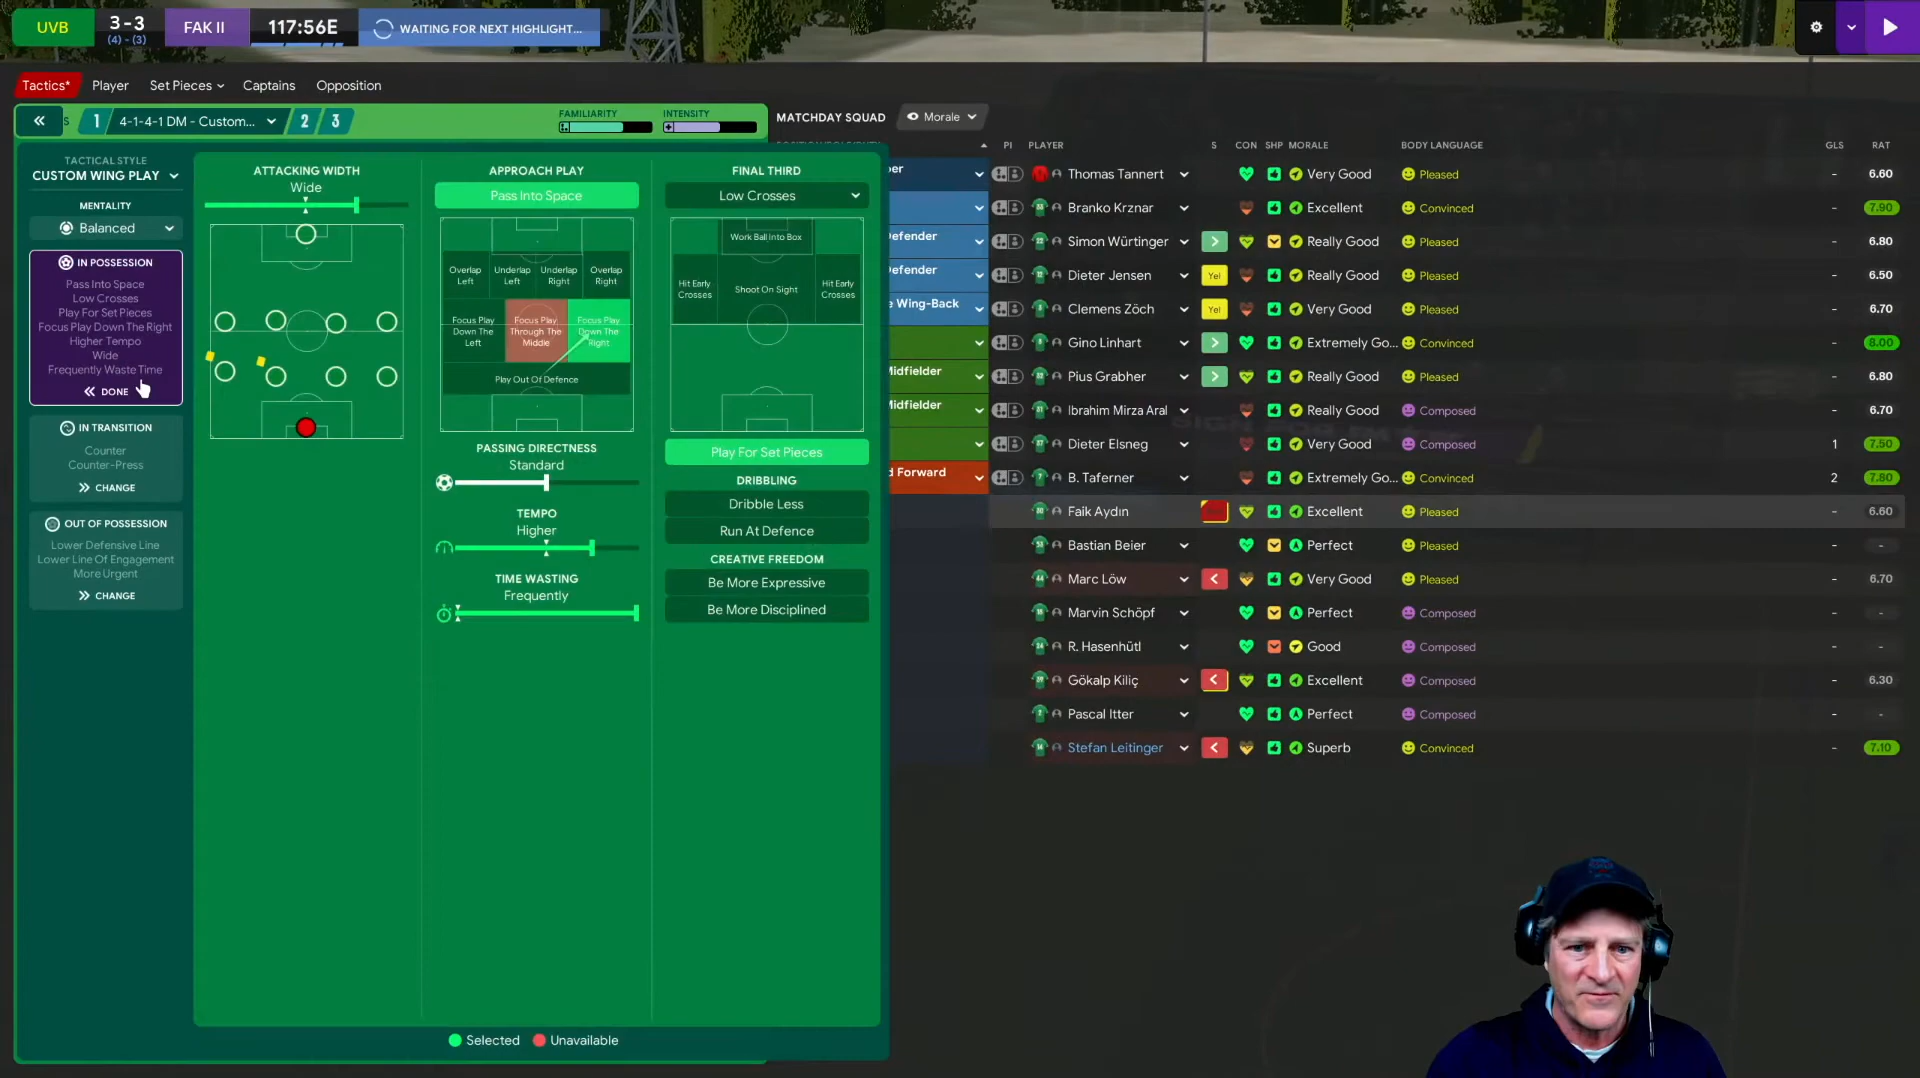 UVB
3-3
(4) - (3)
FAK II
117:56E
WAITING FOR NEXT HIGHLIGHT...
Tactics*
Player
Set Pieces
Captains
Opposition
S
1
4-1-4-1 DM - Custom...
2
3
FAMILIARITY
INTENSITY
MATCHDAY SQUAD
Morale
TACTICAL STYLE
CUSTOM WING PLAY
MENTALITY
Balanced
IN POSSESSION
Pass Into Space
Low Crosses
Play For Set Pieces
Focus Play Down The Right
Higher Tempo
Wide
Frequently Waste Time
DONE
IN TRANSITION
Counter
Counter-Press
CHANGE
OUT OF POSSESSION
Lower Defensive Line
Lower Line Of Engagement
More Urgent
CHANGE
ATTACKING WIDTH
Wide
APPROACH PLAY
Pass Into Space
Overlap Left
Underlap Left
Underlap Right
Overlap Right
Focus Play Down The Left
Focus Play Through The Middle
Focus Play Down The Right
Play Out Of Defence
PASSING DIRECTNESS
Standard
TEMPO
Higher
TIME WASTING
Frequently
FINAL THIRD
Low Crosses
Work Ball Into Box
Hit Early Crosses
Shoot On Sight
Hit Early Crosses
Play For Set Pieces
DRIBBLING
Dribble Less
Run At Defence
CREATIVE FREEDOM
Be More Expressive
Be More Disciplined
Selected
Unavailable
PI PLAYER S CON SHP MORALE BODY LANGUAGE GLS RAT
per Thomas Tannert Very Good Pleased - 6.60
Branko Krznar Excellent Convinced - 7.90
Defender Simon Würtinger Really Good Pleased - 6.80
Defender Dieter Jensen Yel Really Good Pleased - 6.50
e Wing-Back Clemens Zöch Yel Very Good Pleased - 6.70
Gino Linhart Extremely Go... Convinced - 8.00
Midfielder Pius Grabher Really Good Pleased - 6.80
Midfielder Ibrahim Mirza Aral Really Good Composed - 6.70
Dieter Elsneg Very Good Composed 1 7.50
d Forward B. Taferner Extremely Go... Convinced 2 7.80
Faik Aydın Excellent Pleased - 6.60
Bastian Beier Perfect Pleased - -
Marc Löw Very Good Pleased - 6.70
Marvin Schöpf Perfect Composed - -
R. Hasenhütl Good Composed - -
Gökalp Kiliç Excellent Composed - 6.30
Pascal Itter Perfect Composed - -
Stefan Leitinger Superb Convinced - 7.10